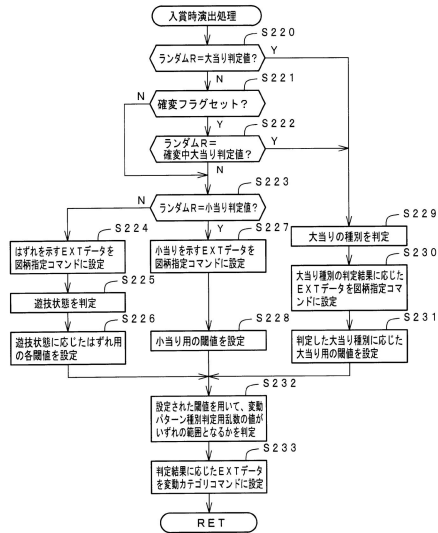 入賞時演出処理
S220
ランダムR=大当り判定値?
Y
N
S221
確変フラグセット?
N
Y
S222
ランダムR=
確変中大当り判定値?
Y
N
S223
ランダムR=小当り判定値?
N
Y
S224
はずれを示すEXTデータを
図柄指定コマンドに設定
S225
遊技状態を判定
S226
遊技状態に応じたはずれ用
の各閾値を設定
S227
小当りを示すEXTデータを
図柄指定コマンドに設定
S228
小当り用の閾値を設定
S229
大当りの種別を判定
S230
大当り種別の判定結果に応じた
EXTデータを図柄指定コマ
ンドに設定
S231
判定した大当り種別に応じた
大当り用の閾値を設定
S232
設定された閾値を用いて、変動
パターン種別判定用乱数の値が
いずれの範囲となるかを判定
S233
判定結果に応じたEXTデータ
を変動カテゴリコマンドに設定
RET